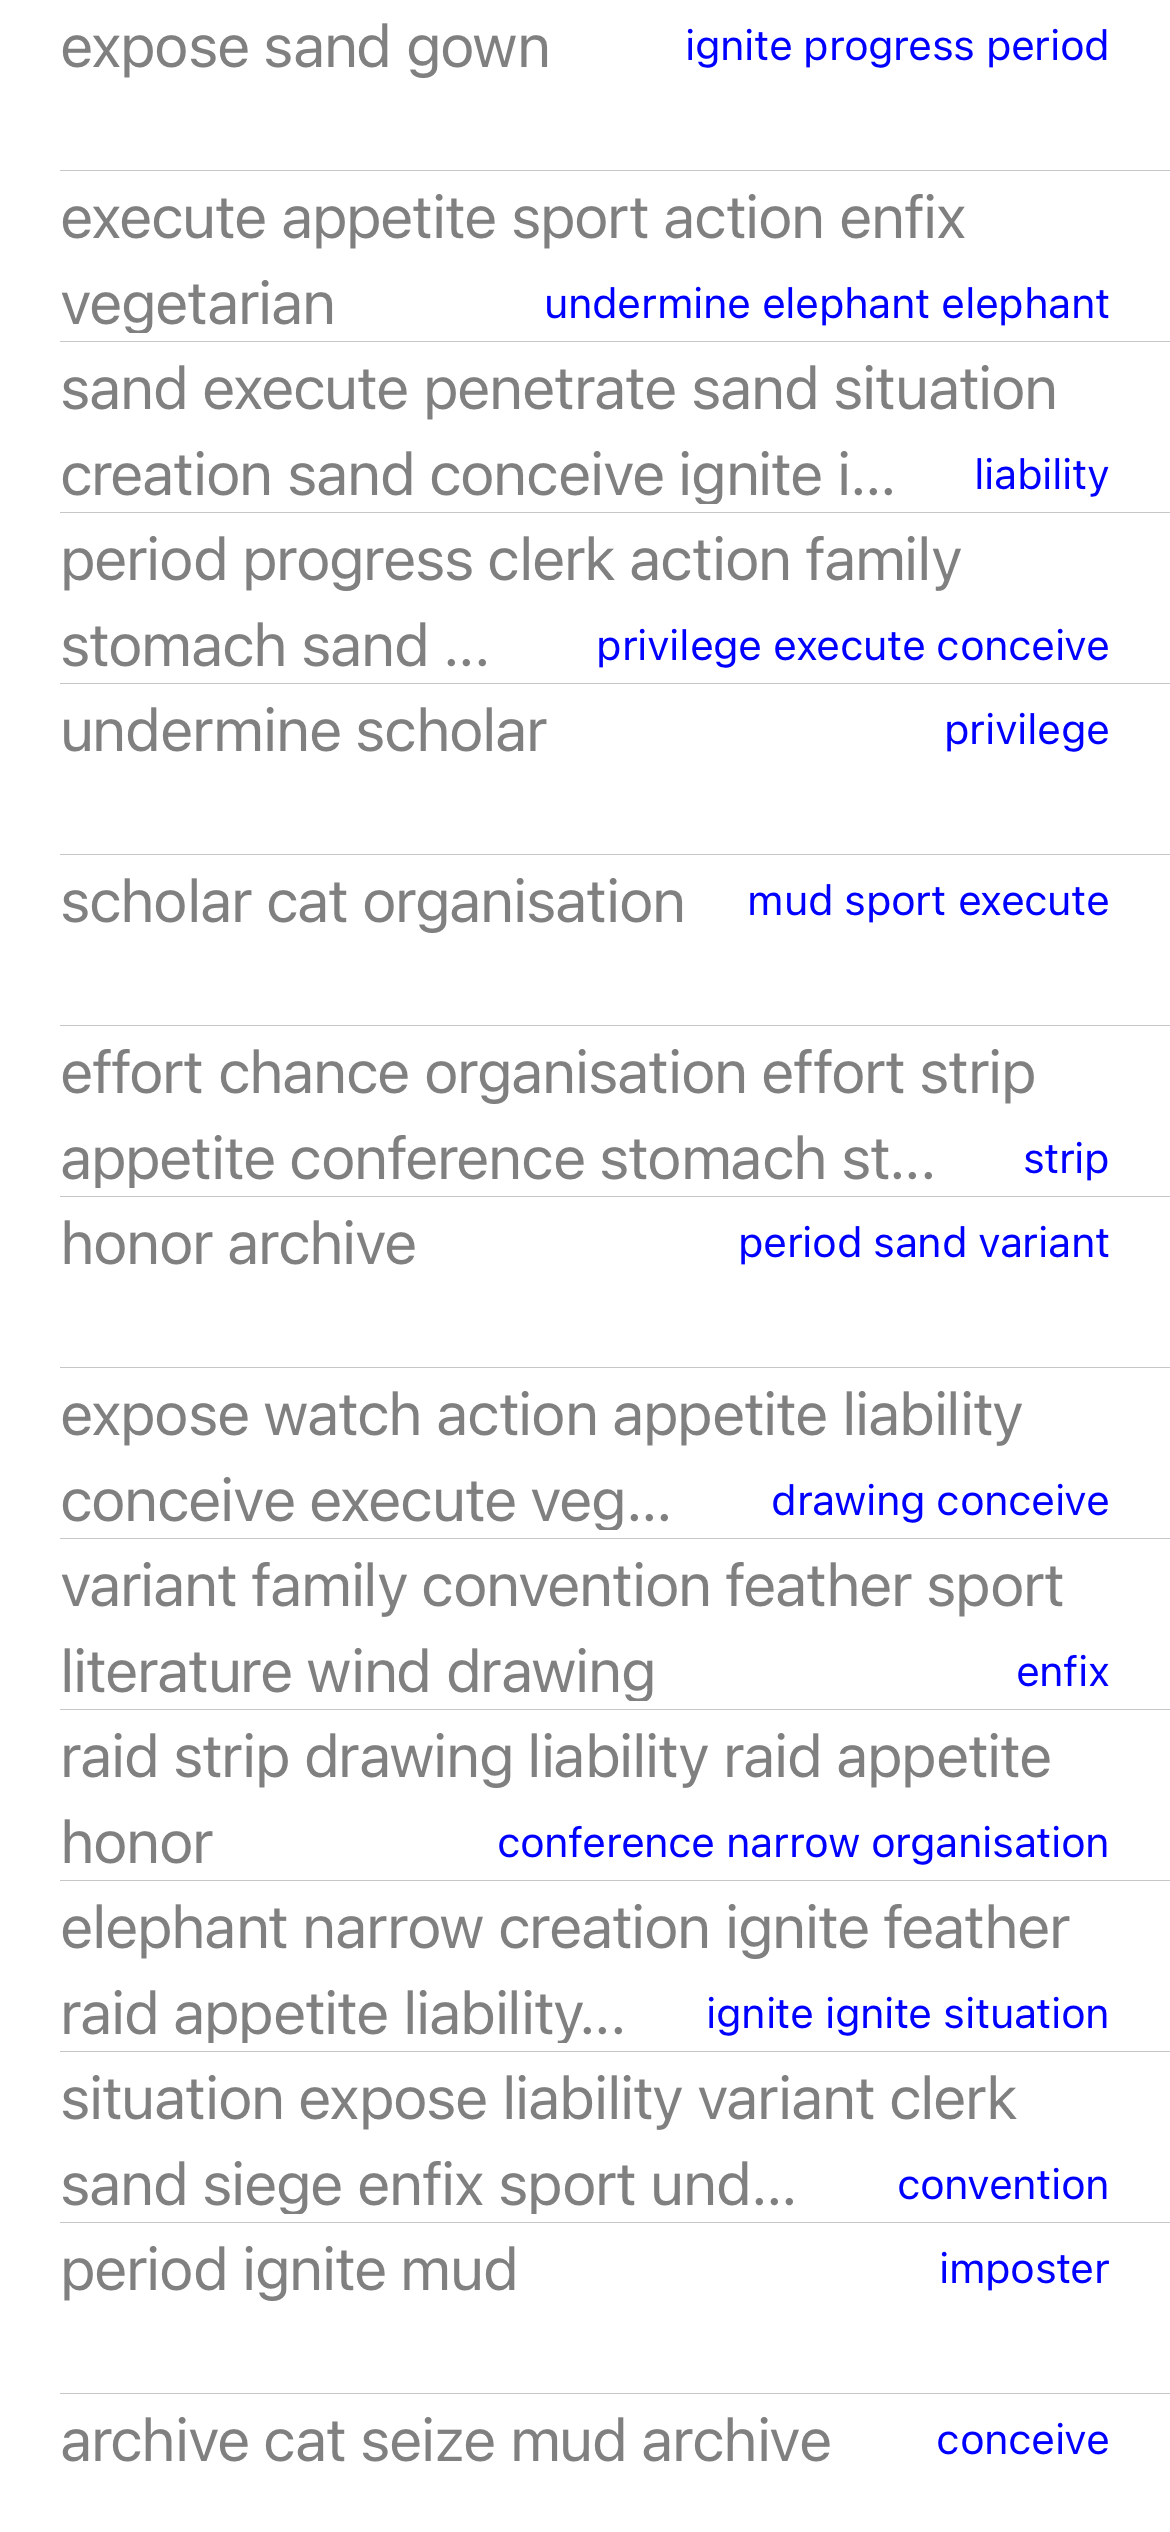 expose sand gown ignite progress period
execute appetite sport action enfix
vegetarian undermine elephant elephant
sand execute penetrate sand situation
creation sand conceive ignite i... liability
period progress clerk action family
stomach sand ... privilege execute conceive
undermine scholar privilege
scholar cat organisation mud sport execute
effort chance organisation effort strip
appetite conference stomach st... strip
honor archive period sand variant
expose watch action appetite liability
conceive execute veg... drawing conceive
variant family convention feather sport
literature wind drawing enfix
raid strip drawing liability raid appetite
honor conference narrow organisation
elephant narrow creation ignite feather
raid appetite liability... ignite ignite situation
situation expose liability variant clerk
sand siege enfix sport und... convention
period ignite mud imposter
archive cat seize mud archive conceive